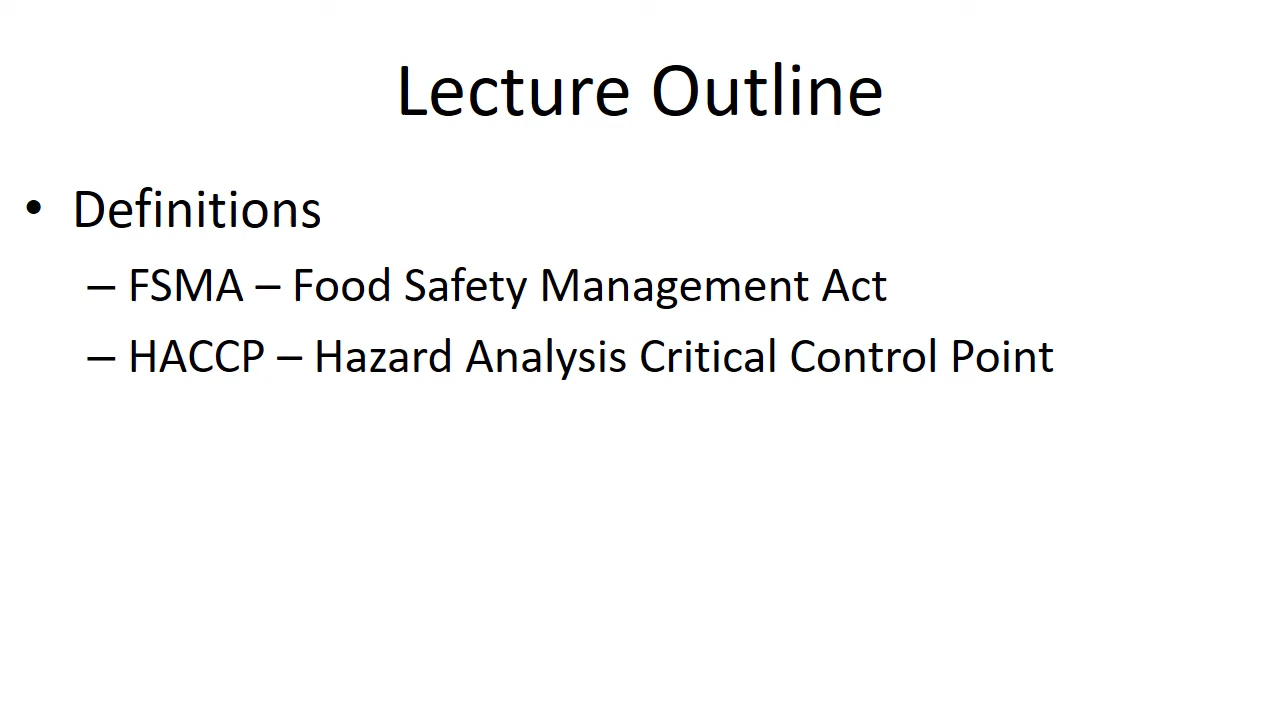 Lecture Outline
• Definitions
– FSMA – Food Safety Management Act
– HACCP – Hazard Analysis Critical Control Point